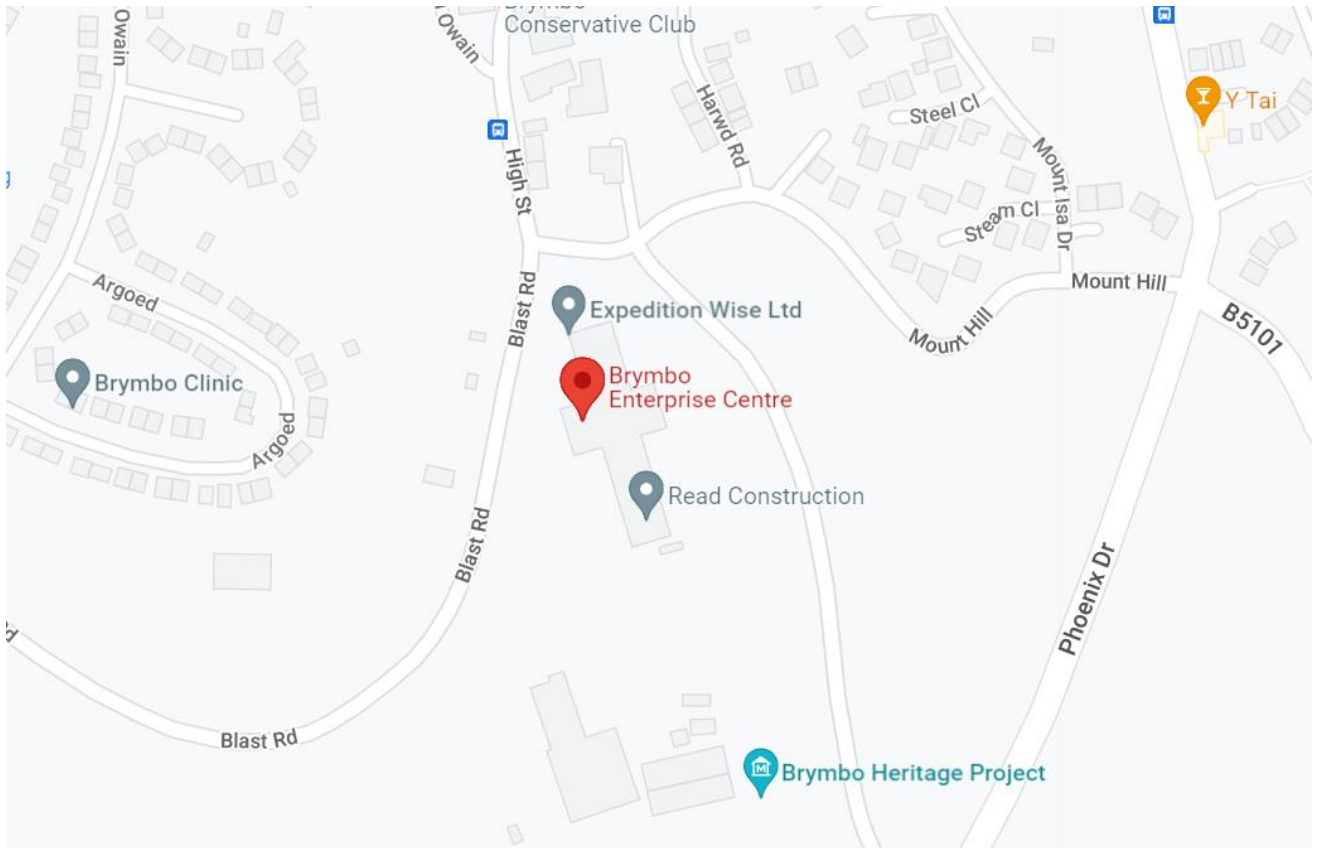 Owain
Owain
Brymbo
Conservative Club
Harwd Rd
Steel Cl
Y Tai
High St
Mount Isa Dr
Steam Cl
Mount Hill
B5101
Argoed
Blast Rd
Expedition Wise Ltd
Mount Hill
Brymbo Clinic
Brymbo
Enterprise Centre
Argoed
Read Construction
Blast Rd
Phoenix Dr
Blast Rd
Brymbo Heritage Project